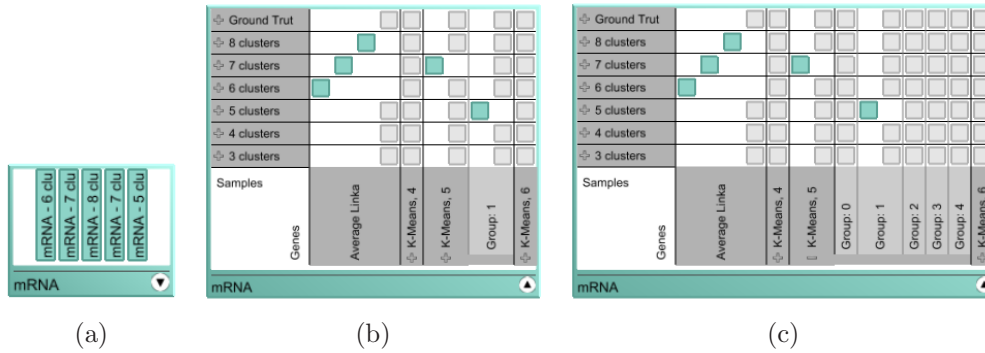 mRNA - 6 clu
mRNA - 7 clu
mRNA - 8 clu
mRNA - 7 clu
mRNA - 5 clu
mRNA
(a)
Ground Trut
8 clusters
7 clusters
6 clusters
5 clusters
4 clusters
3 clusters
Samples
Genes
Average Linka
K-Means, 4
K-Means, 5
Group: 1
K-Means, 6
mRNA
(b)
Ground Trut
8 clusters
7 clusters
6 clusters
5 clusters
4 clusters
3 clusters
Samples
Genes
Average Linka
K-Means, 4
K-Means, 5
Group: 0
Group: 1
Group: 2
Group: 3
Group: 4
K-Means, 6
mRNA
(c)